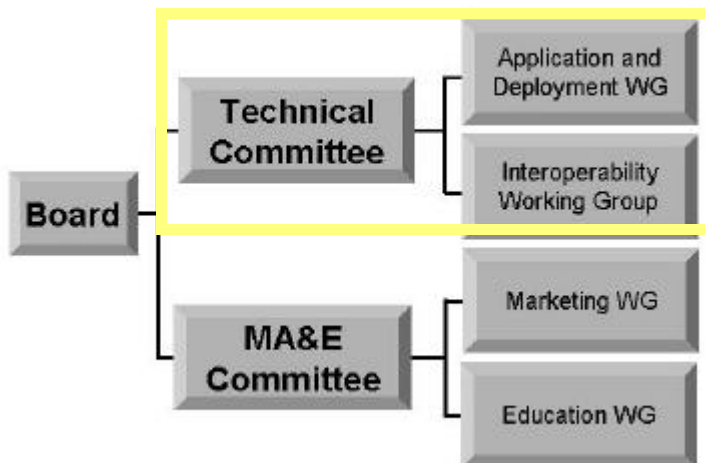 Board
Technical
Committee
Application and
Deployment WG
Interoperability
Working Group
MA&E
Committee
Marketing WG
Education WG